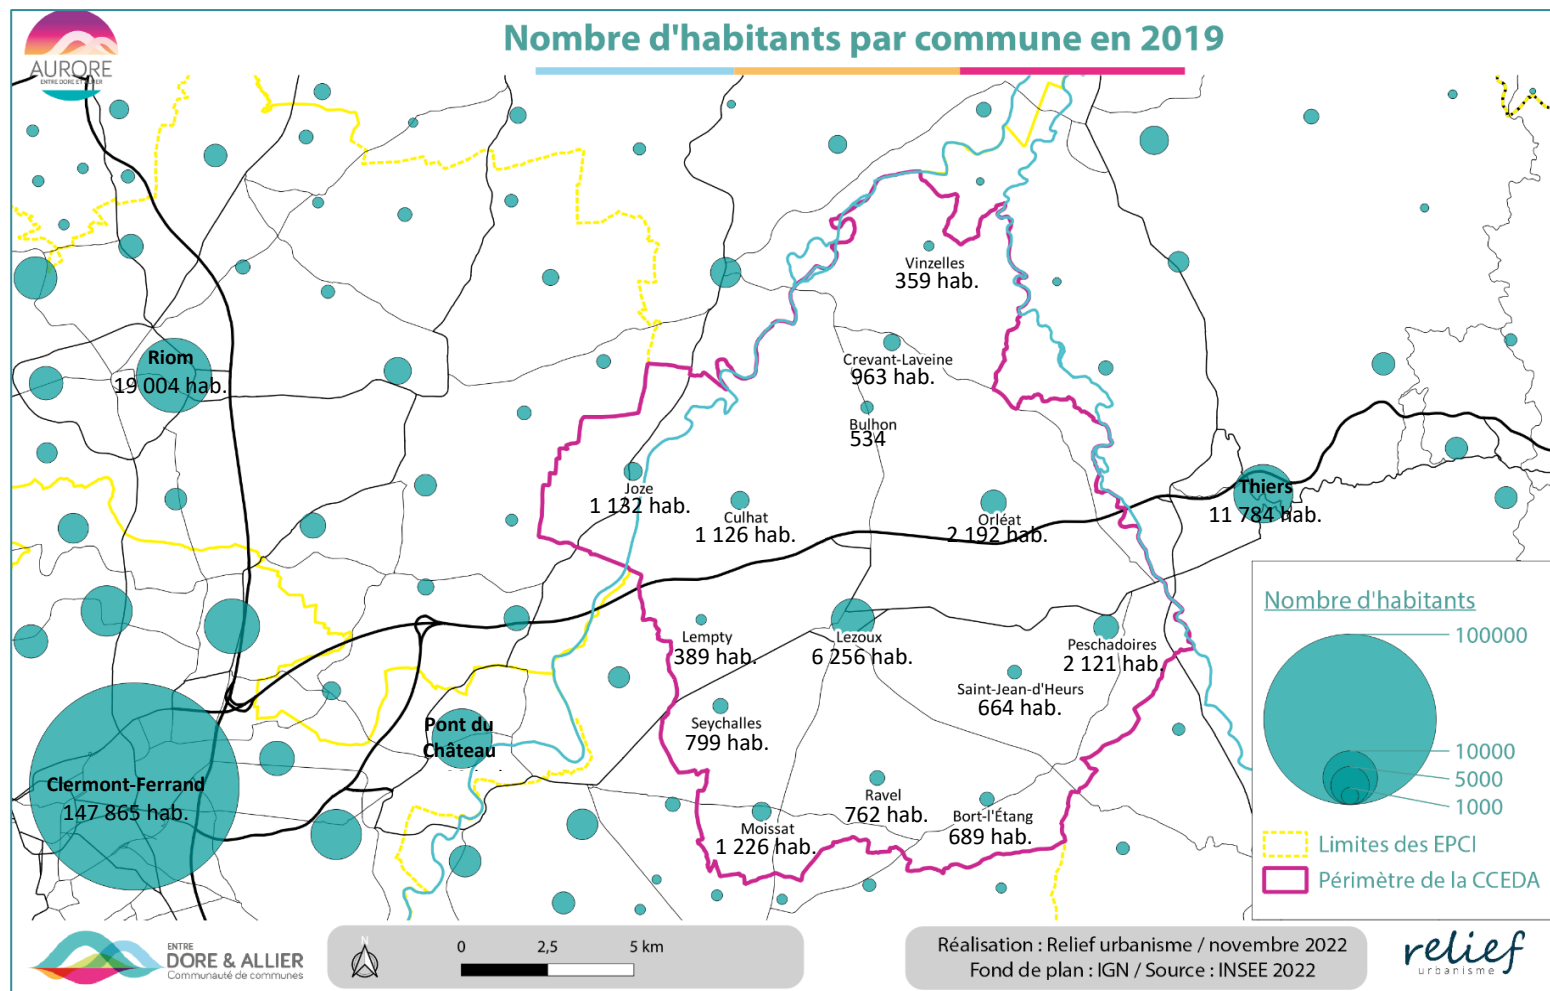 Nombre d'habitants par commune en 2019
AURORE
ENTRE DORE ET ALLIER
Vinzelles
359 hab.
Riom
19 004 hab.
Crevant-Laveine
963 hab.
Bulhon
534
Joze
1 132 hab.
Culhat
1 126 hab.
Orléat
2 192 hab.
Thiers
11 784 hab.
Lempty
389 hab.
Lezoux
6 256 hab.
Peschadoires
2 121 hab.
Saint-Jean-d'Heurs
664 hab.
Seychalles
799 hab.
Pont du
Château
Clermont-Ferrand
147 865 hab.
Ravel
762 hab.
Bort-l'Étang
689 hab.
Moissat
1 226 hab.
Nombre d'habitants
100000
10000
5000
1000
Limites des EPCI
Périmètre de la CCEDA
ENTRE
DORE & ALLIER
Communauté de communes
N
0 2,5 5 km
Réalisation : Relief urbanisme / novembre 2022
Fond de plan : IGN / Source : INSEE 2022
relief
urbanisme